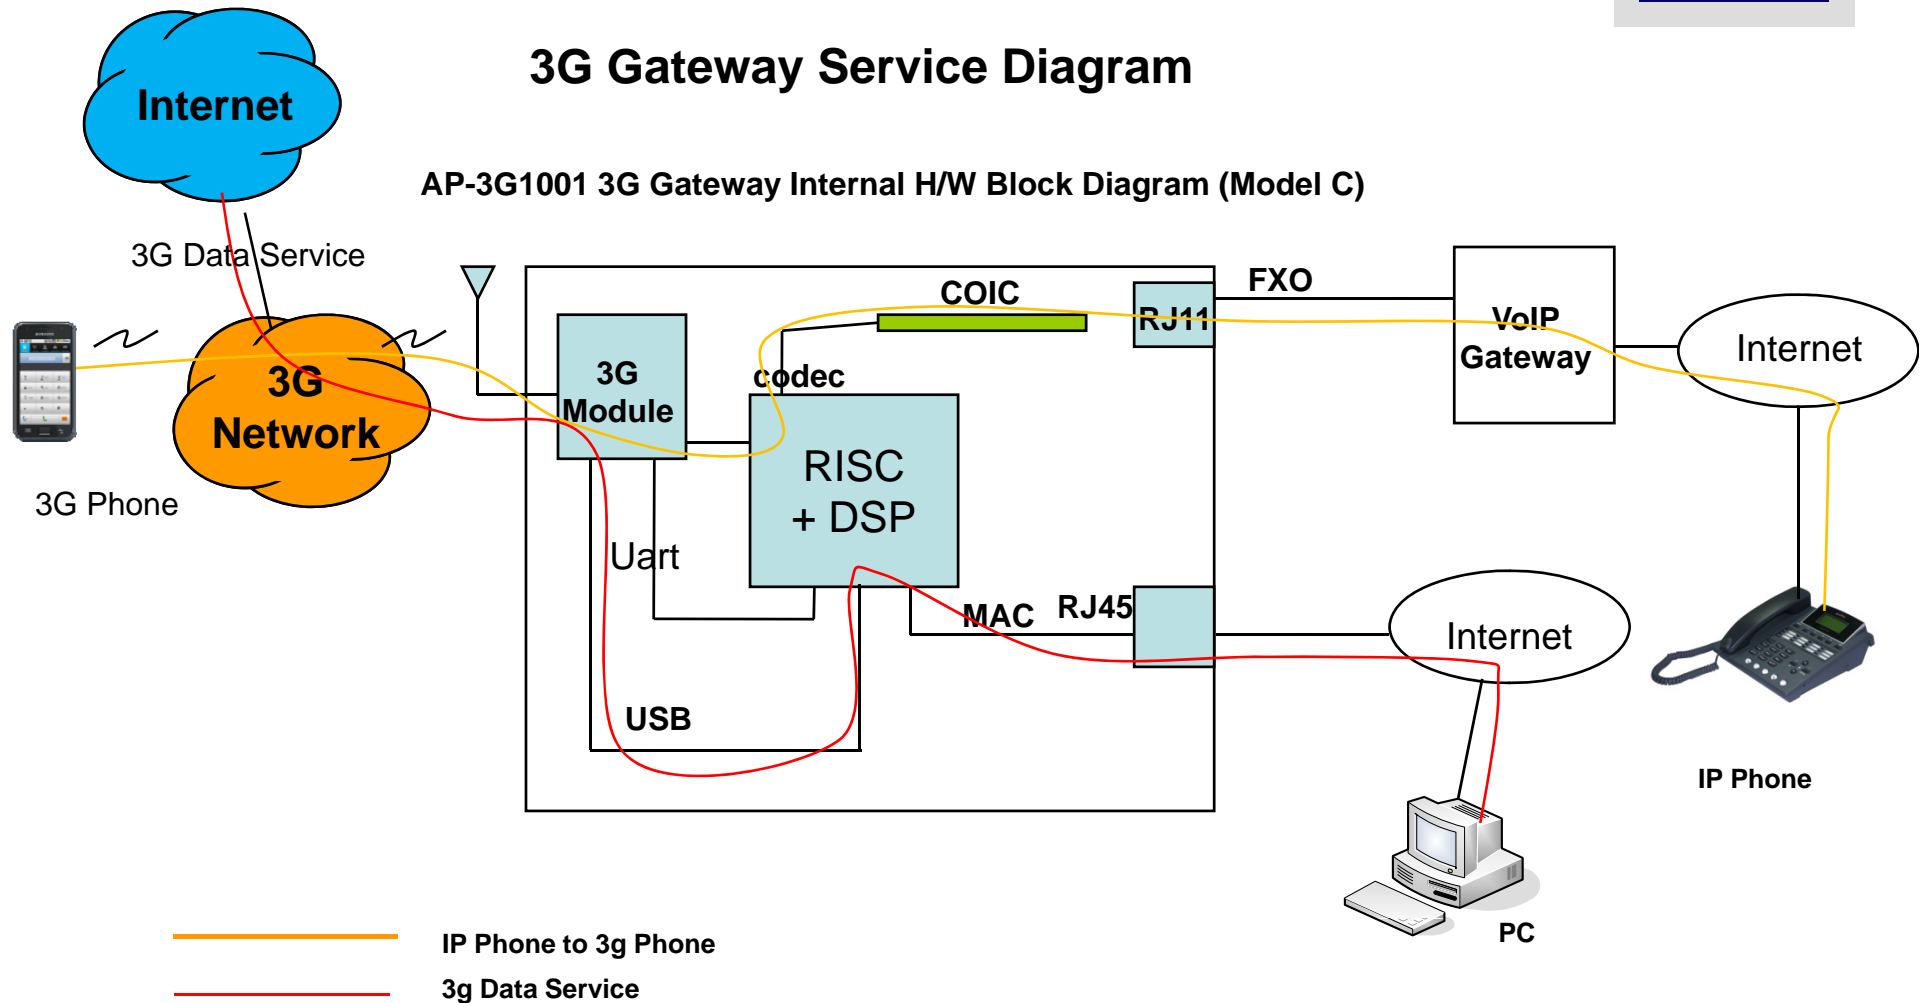 3G Gateway Service Diagram
Internet
AP-3G1001 3G Gateway Internal H/W Block Diagram (Model C)
3G Data Service
COIC
RJ11
FXO
VoIP
Gateway
Internet
3G
Network
3G
Module
codec
RISC
+ DSP
3G Phone
Uart
MAC
RJ45
Internet
USB
IP Phone
PC
IP Phone to 3g Phone
3g Data Service